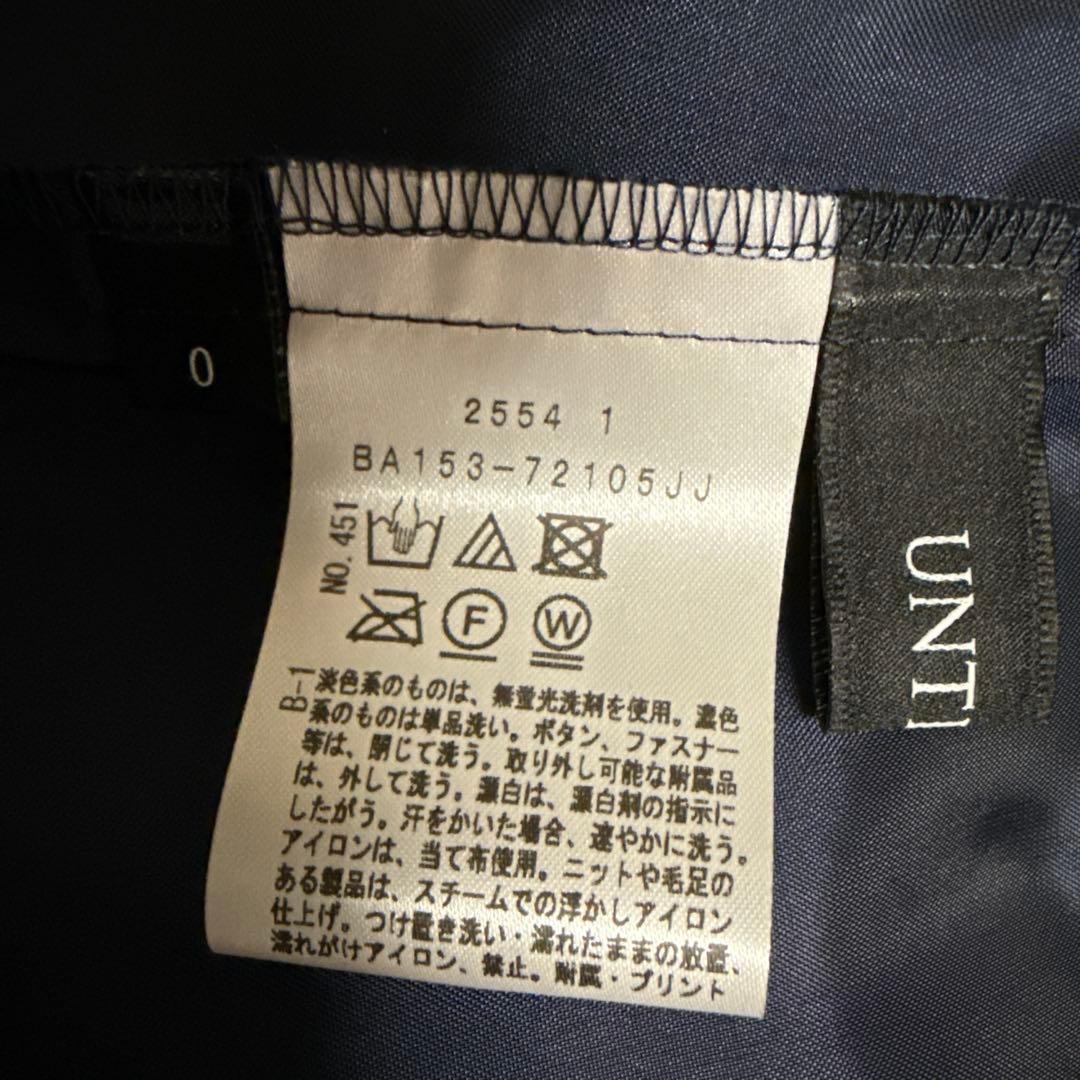 0
2554 1
BA153-72105JJ
NO. 451
F
W
B-1
淡色系のものは、無蛍光洗剤を使用。濃色
系のものは単品洗い。ボタン、ファスナー
等は、閉じて洗う。取り外し可能な附属品
は、外して洗う。漂白は、漂白剤の指示に
したがう。汗をかいた場合、速やかに洗う。
アイロンは、当て布使用。ニットや毛足の
ある製品は、スチームでの浮かしアイロン
仕上げ。つけ置き洗い・濡れたままの放置、
濡れがけアイロン、禁止。附属・プリント
UNTI